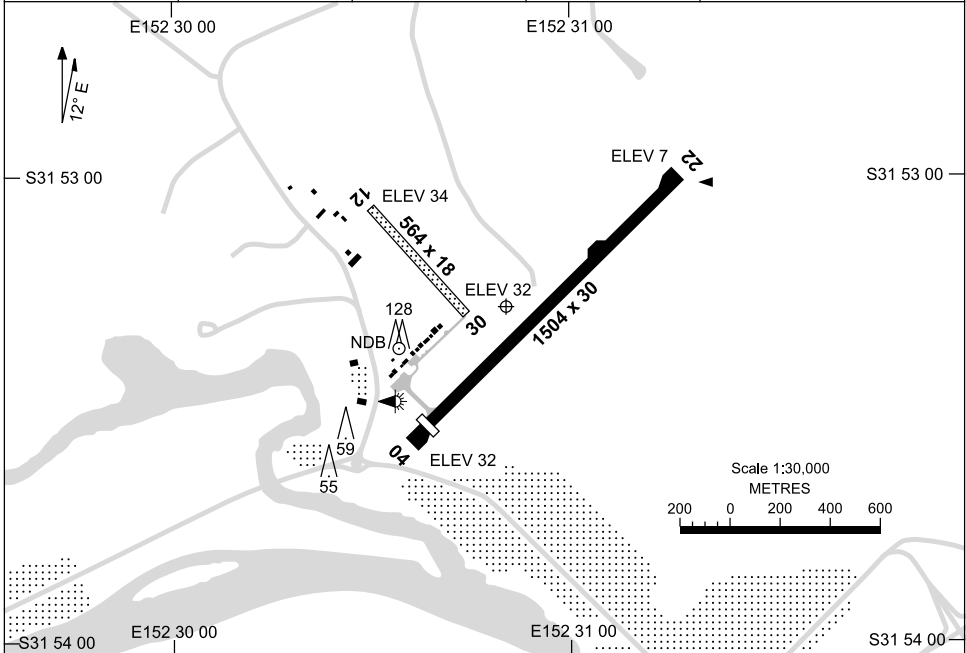 E152 30 00
E152 31 00
12° E
ELEV 7
22
S31 53 00
S31 53 00
12
ELEV 34
564 x 18
ELEV 32
30
1504 x 30
128
NDB
59
55
04
ELEV 32
Scale 1:30,000
METRES
200 0 200 400 600
E152 30 00
E152 31 00
S31 54 00
S31 54 00